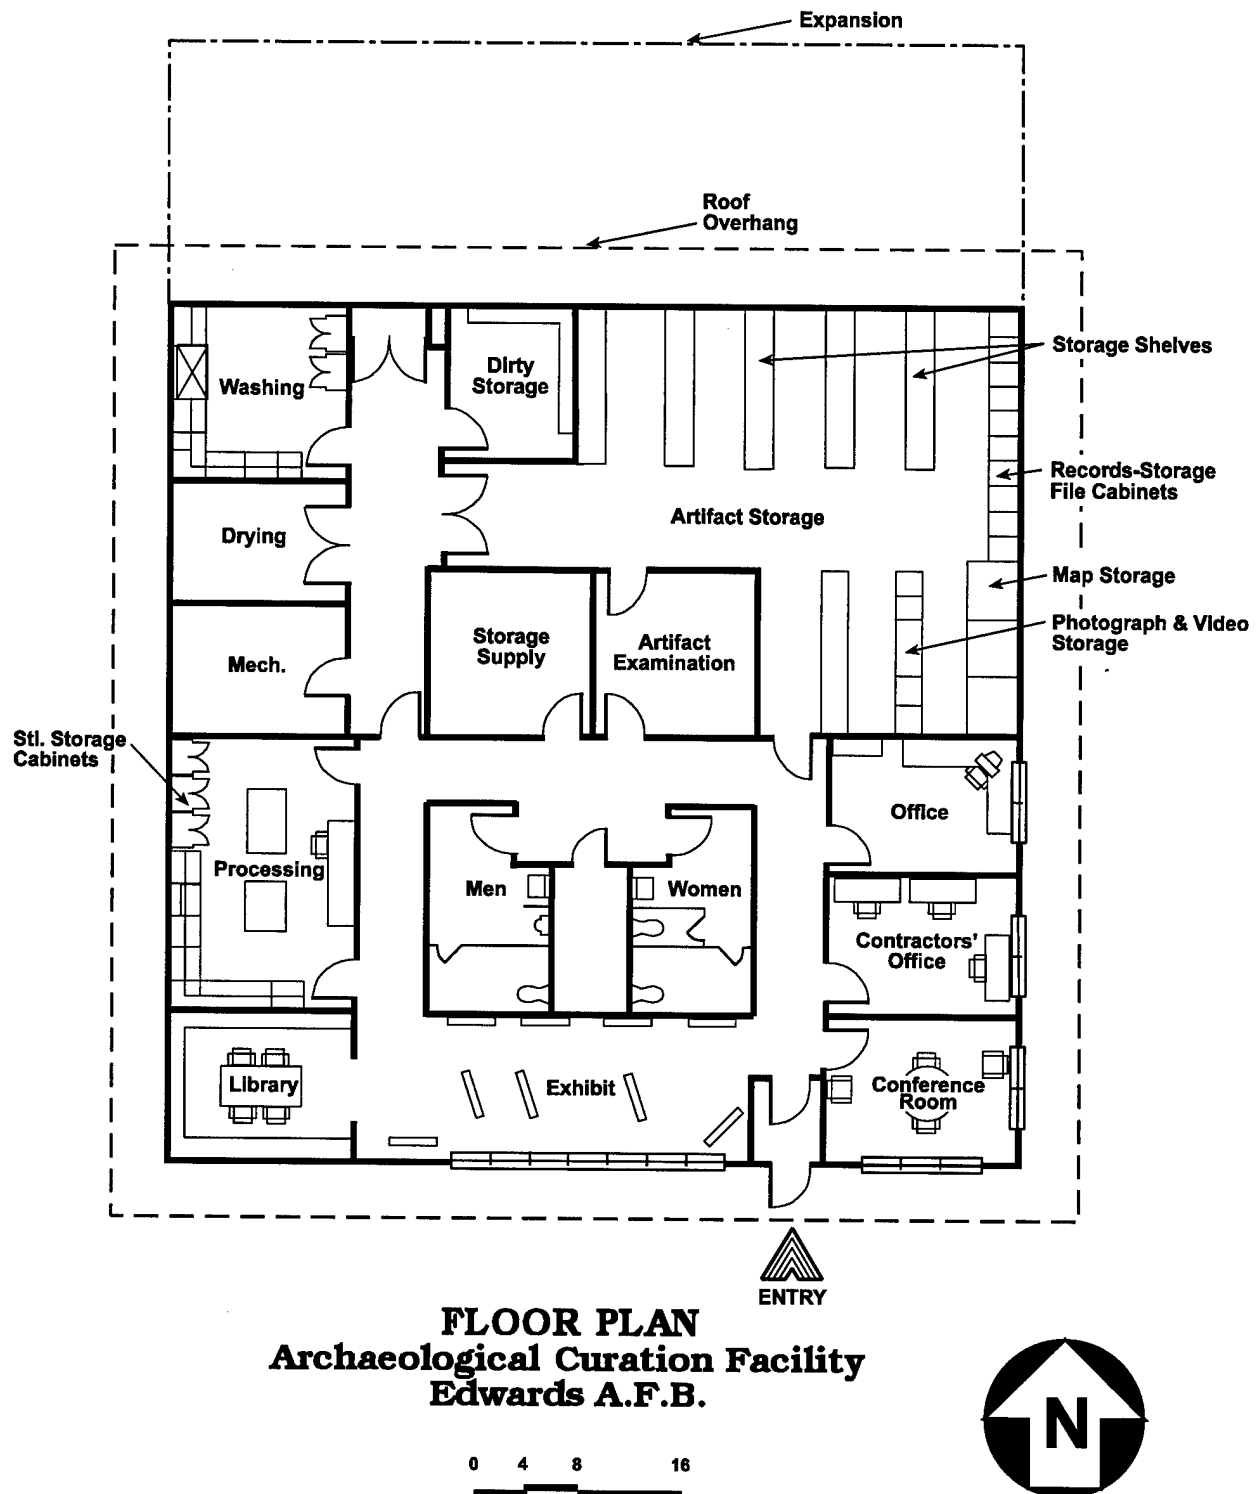 Expansion
Roof
Overhang
Storage Shelves
Washing
Dirty
Storage
Records-Storage
File Cabinets
Artifact Storage
Drying
Map Storage
Photograph & Video
Storage
Storage
Supply
Artifact
Examination
Mech.
Stl. Storage
Cabinets
Office
Processing
Men
Women
Contractors'
Office
Library
Exhibit
Conference
Room
ENTRY
FLOOR PLAN
Archaeological Curation Facility
Edwards A.F.B.
N
0 4 8 16